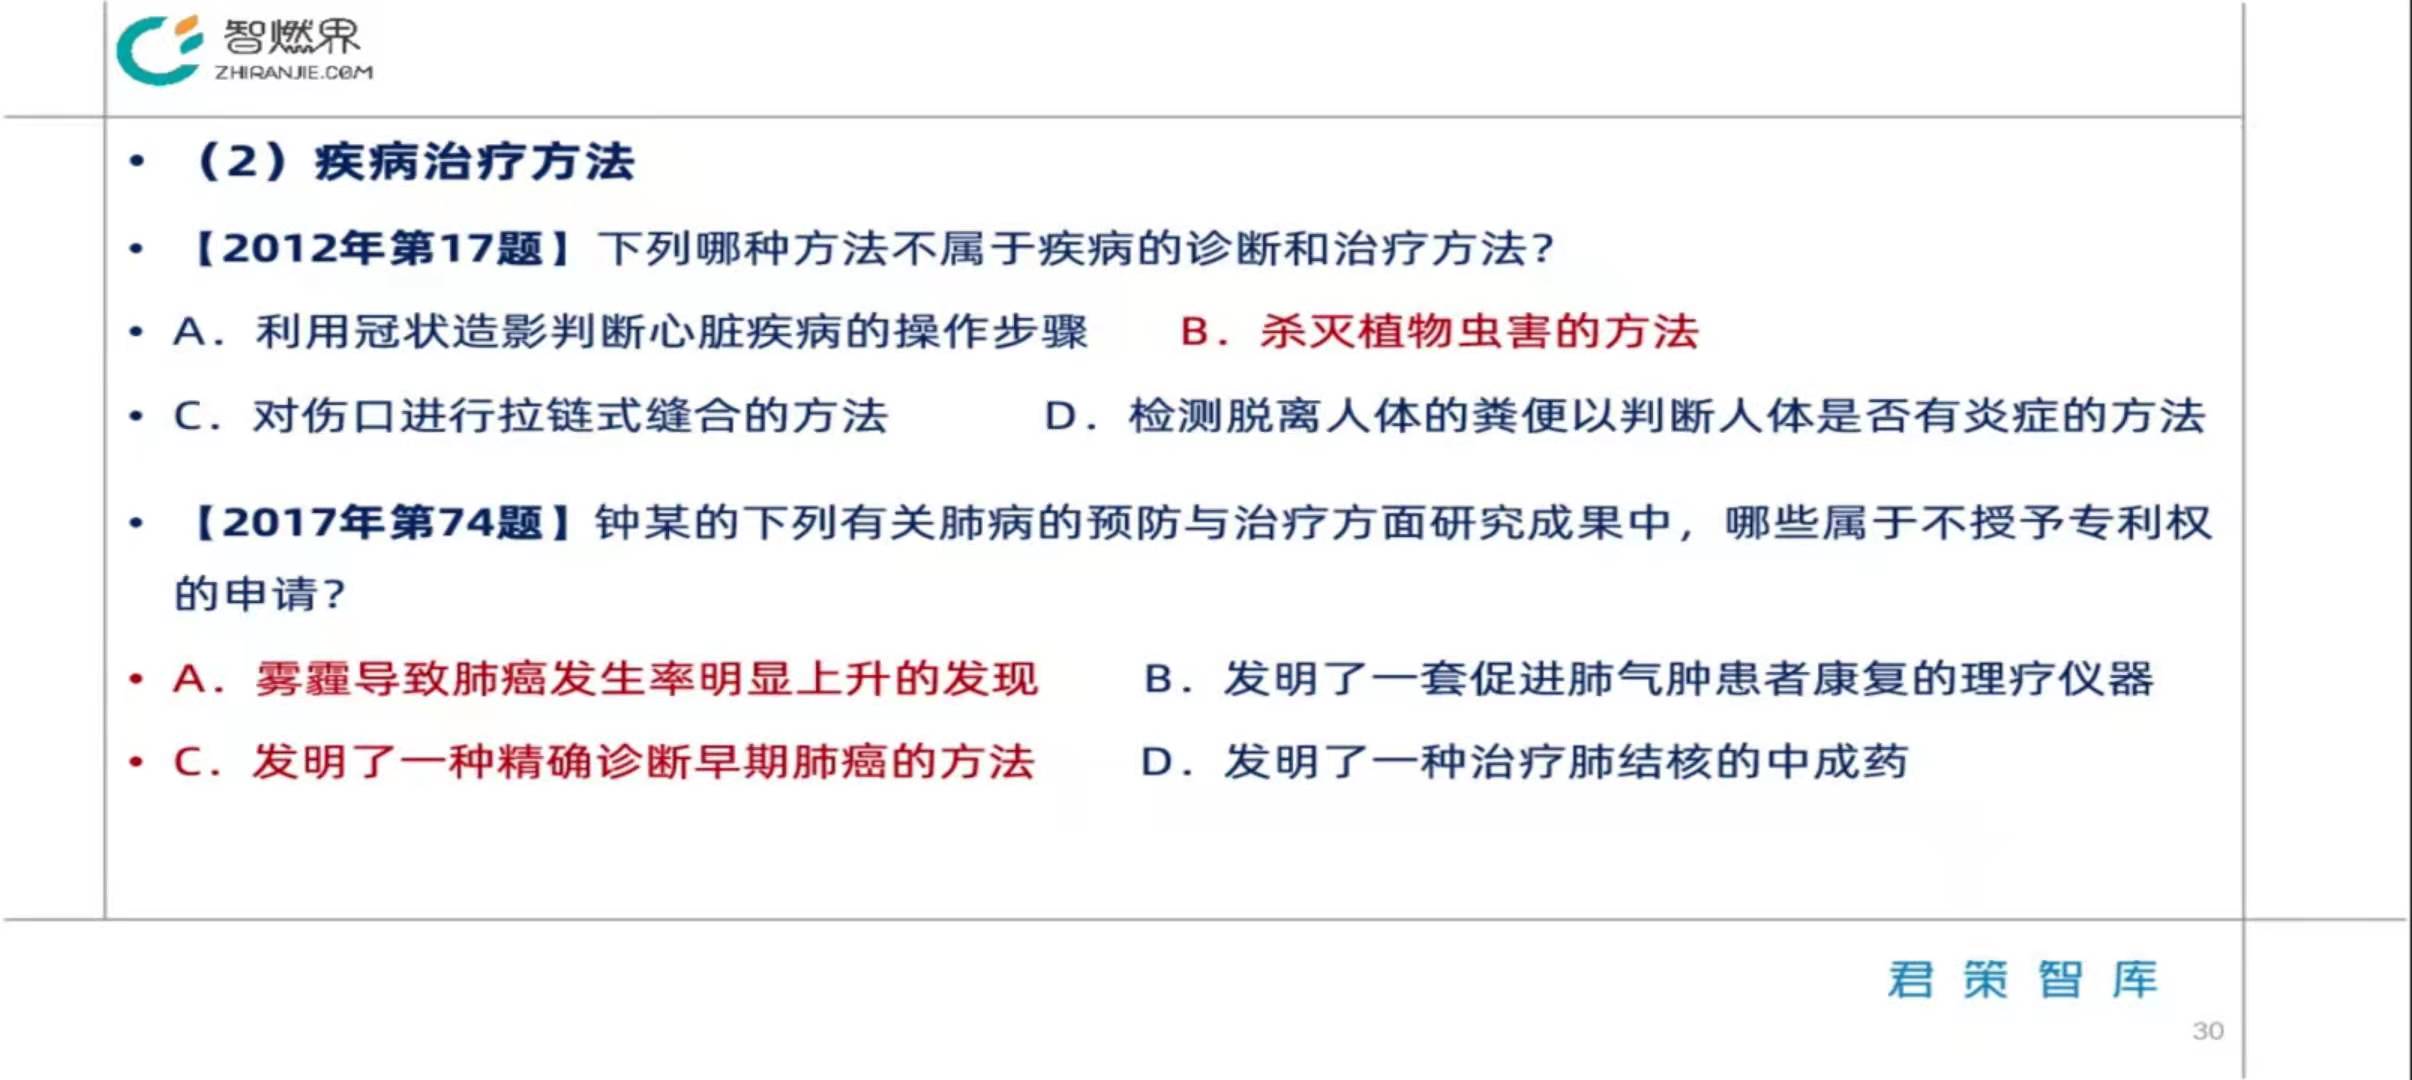 智燃界
ZHIRANJIE.COM
• （2）疾病治疗方法
• 【2012年第17题】下列哪种方法不属于疾病的诊断和治疗方法？
• A．利用冠状造影判断心脏疾病的操作步骤 B．杀灭植物虫害的方法
• C．对伤口进行拉链式缝合的方法 D．检测脱离人体的粪便以判断人体是否有炎症的方法
• 【2017年第74题】钟某的下列有关肺病的预防与治疗方面研究成果中，哪些属于不授予专利权
的申请？
• A．雾霾导致肺癌发生率明显上升的发现 B．发明了一套促进肺气肿患者康复的理疗仪器
• C．发明了一种精确诊断早期肺癌的方法 D．发明了一种治疗肺结核的中成药
君策智库
30